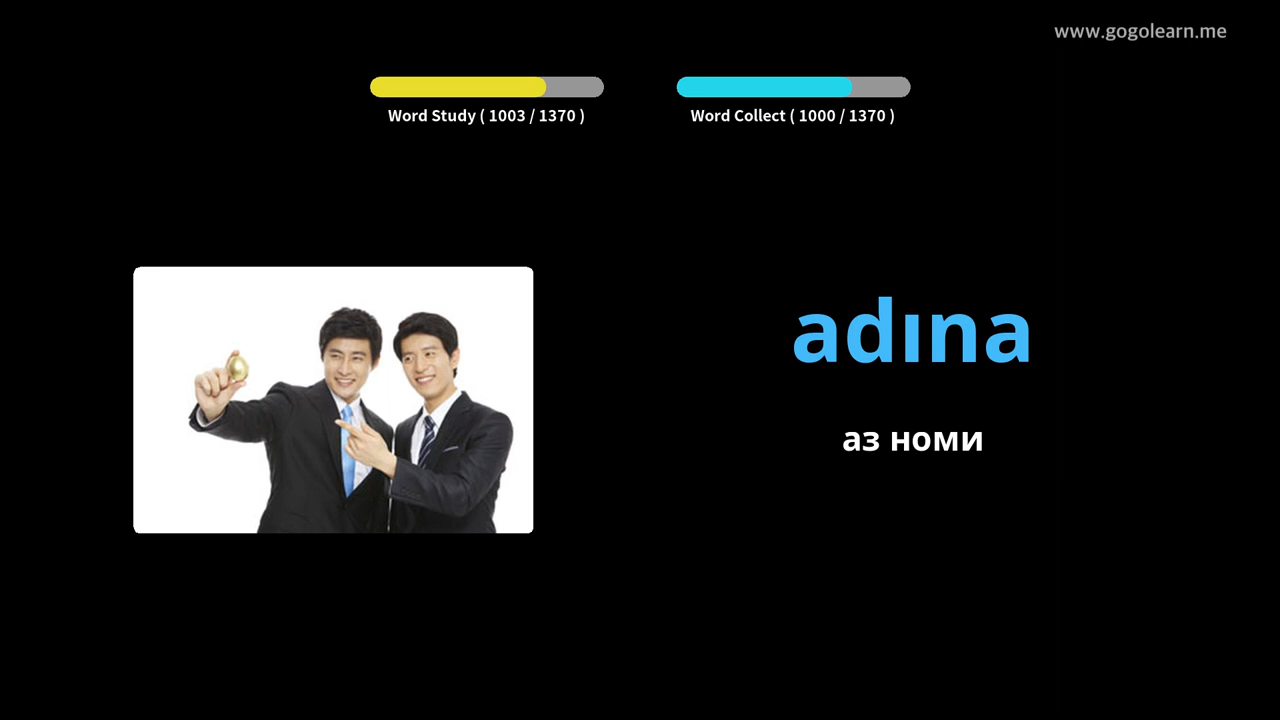 www.gogolearn.me
Word Study ( 1003 / 1370 )
Word Collect ( 1000 / 1370 )
adına
аз номи